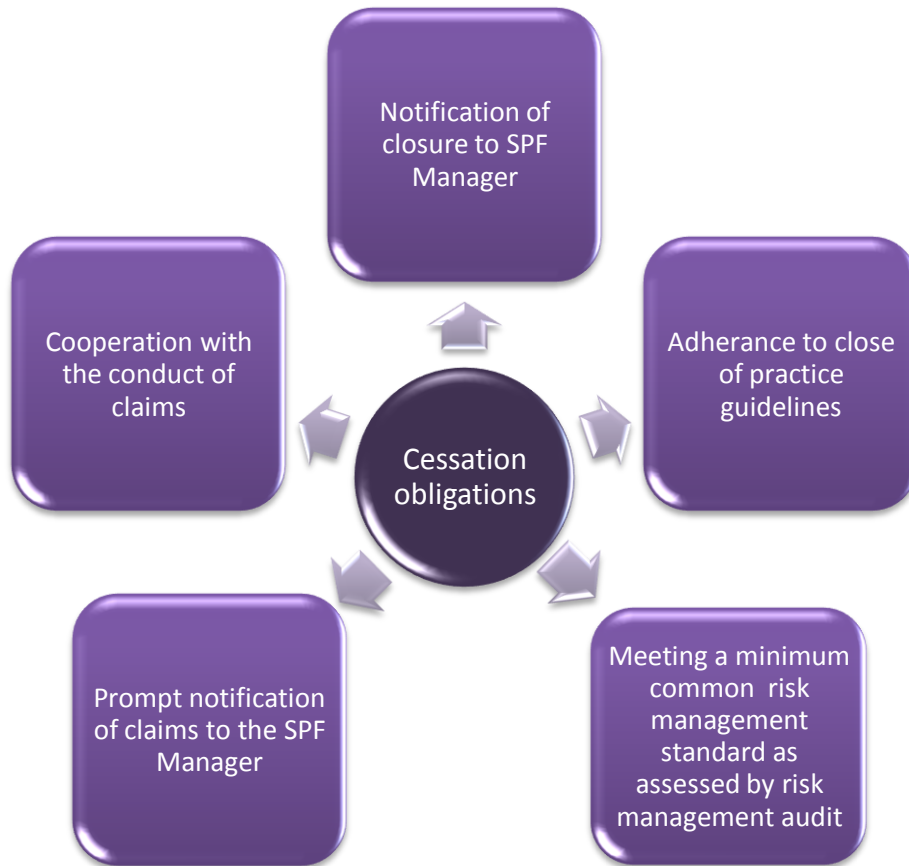 Notification of
closure to SPF
Manager
Cooperation with
the conduct of
claims
Adherance to close
of practice
guidelines
Cessation
obligations
Prompt notification
of claims to the SPF
Manager
Meeting a minimum
common risk
management
standard as
assessed by risk
management audit